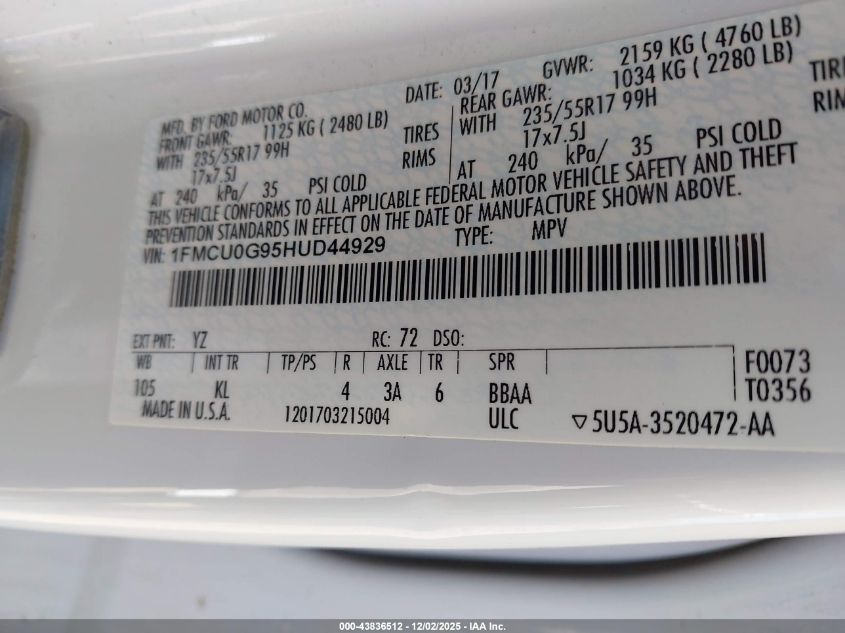 MFD. BY FORD MOTOR CO.
DATE: 03/17
GVWR: 2159 KG ( 4760 LB)
FRONT GAWR: 1125 KG ( 2480 LB)
REAR GAWR: 1034 KG ( 2280 LB)
WITH 235/55R17 99H TIRES
WITH 235/55R17 99H TIRE
17x7.5J RIMS
17x7.5J RIMS
AT 240 kPa/ 35 PSI COLD
AT 240 kPa/ 35 PSI COLD
THIS VEHICLE CONFORMS TO ALL APPLICABLE FEDERAL MOTOR VEHICLE SAFETY AND THEFT
PREVENTION STANDARDS IN EFFECT ON THE DATE OF MANUFACTURE SHOWN ABOVE.
VIN: 1FMCU0G95HUD44929 TYPE: MPV
EXT PNT: YZ RC: 72 DSO:
WB INT TR TP/PS R AXLE TR SPR F0073
105 KL 4 3A 6 BBAA T0356
MADE IN U.S.A. 1201703215004 ULC ▽5U5A-3520472-AA
000-43836512 - 12/02/2025 - IAA Inc.